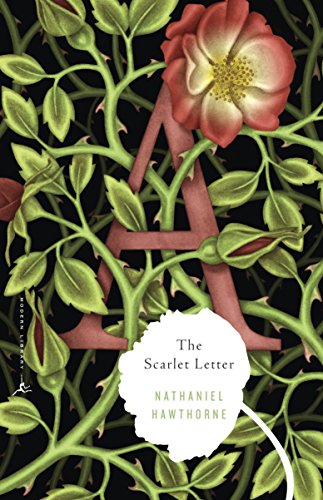 A
The
Scarlet Letter
NATHANIEL
HAWTHORNE
MODERN LIBRARY